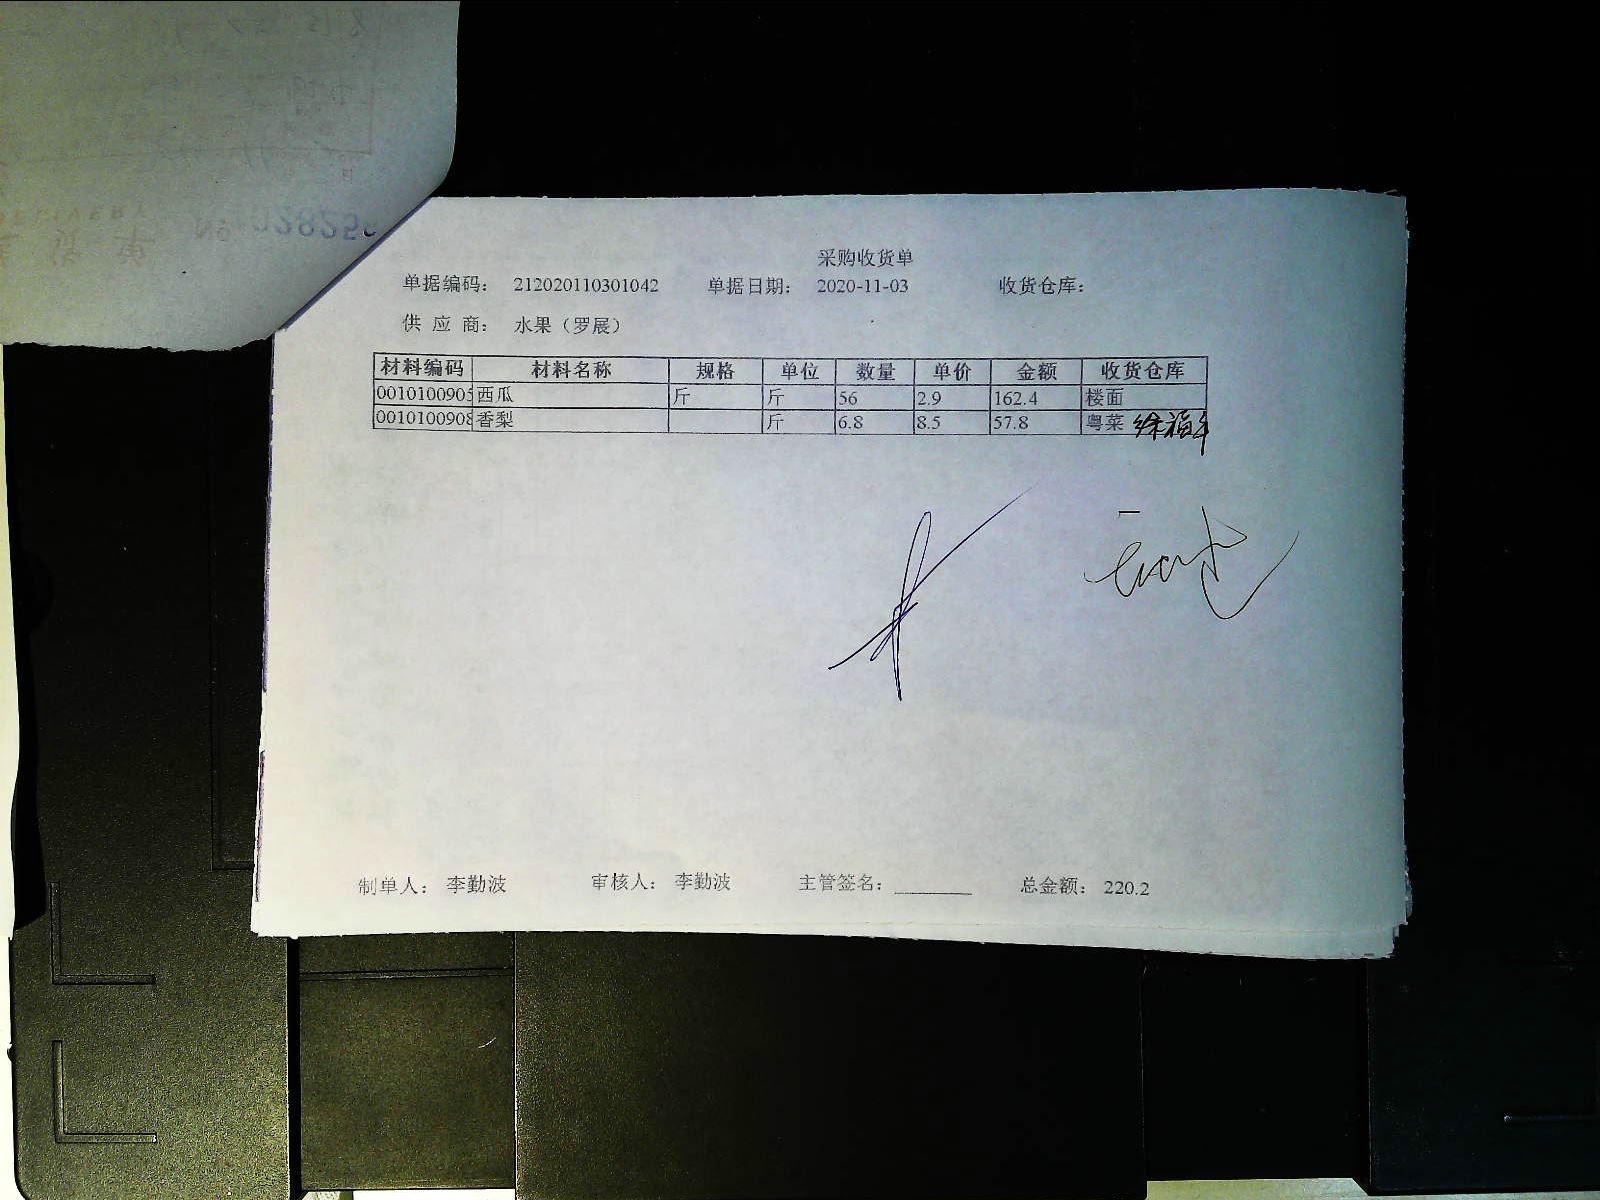 采购收货单
单据编码： 212020110301042 单据日期： 2020-11-03 收货仓库：
供 应 商： 水果（罗展）
材料编码 材料名称 规格 单位 数量 单价 金额 收货仓库
0010100905 西瓜 斤 斤 56 2.9 162.4 楼面
0010100908 香梨 斤 6.8 8.5 57.8 粤菜
制单人： 李勤波 审核人： 李勤波 主管签名： 总金额： 220.2